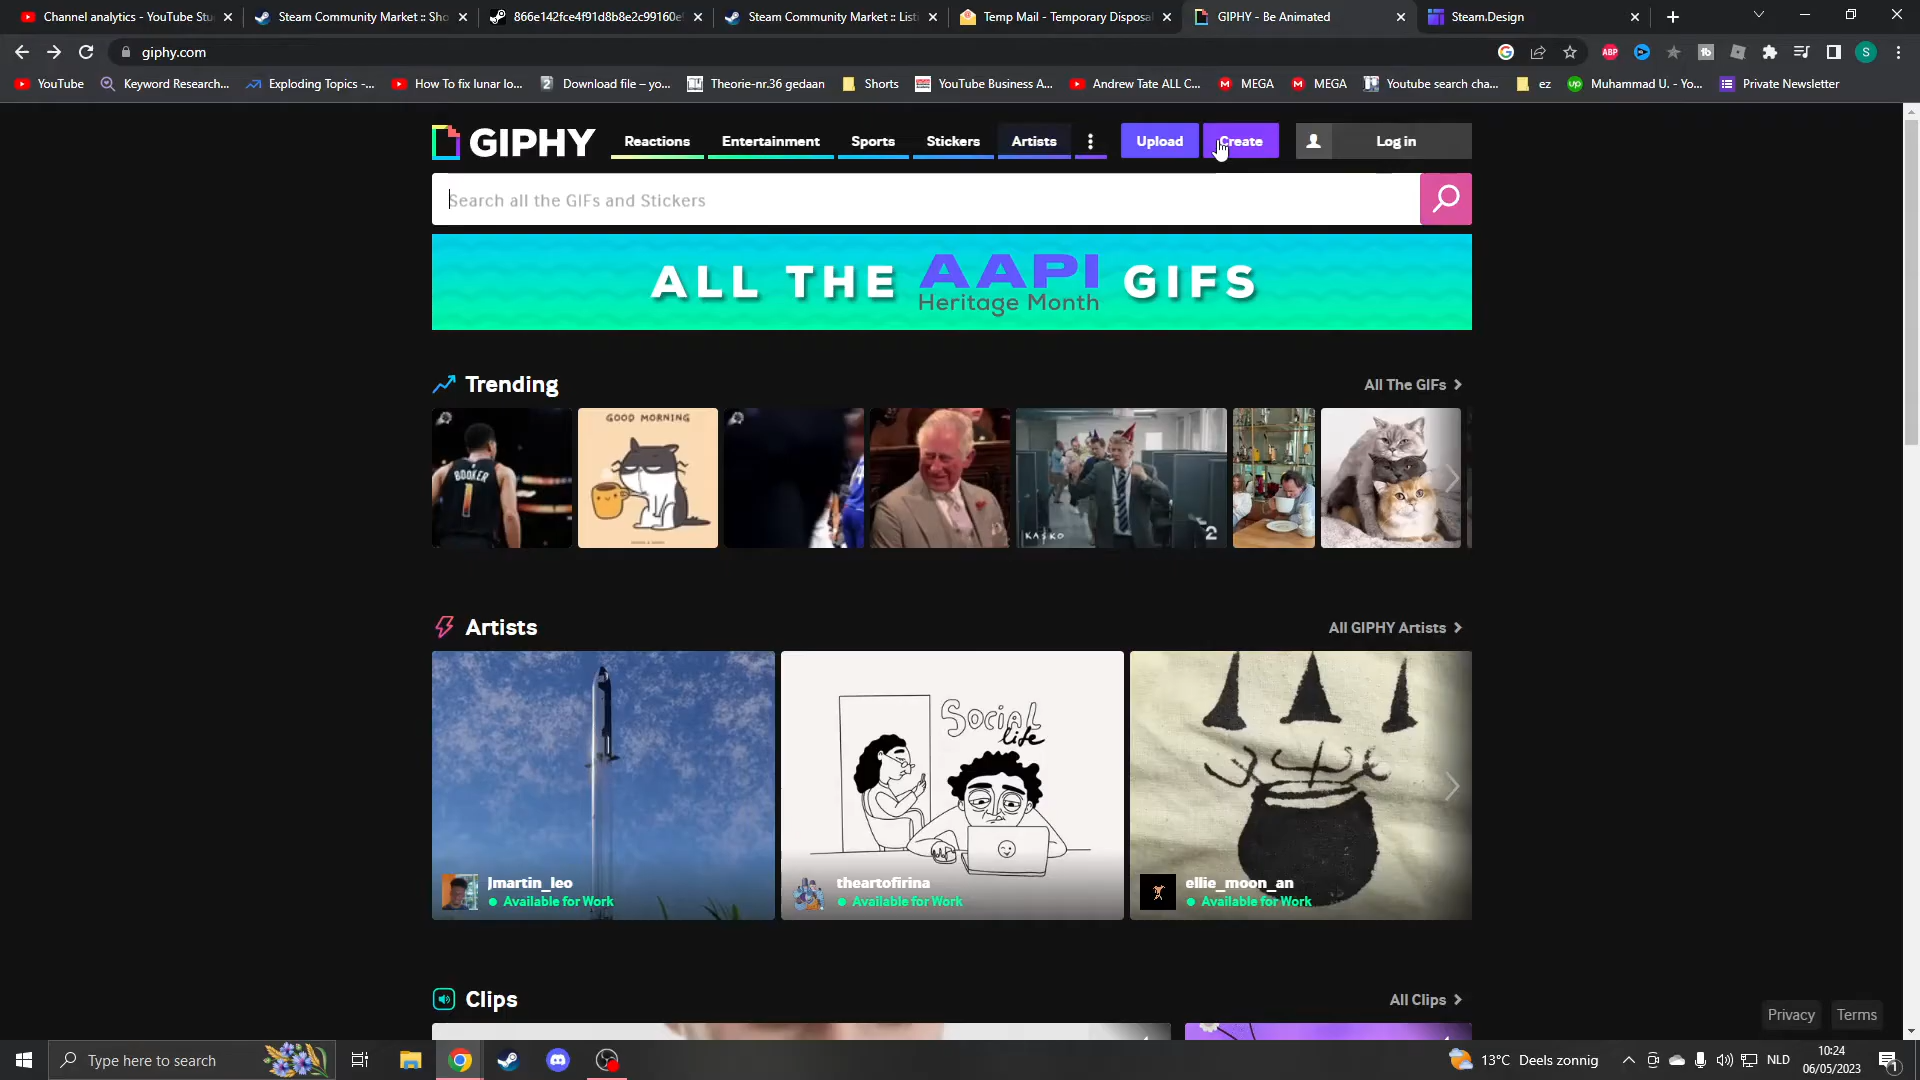 Channel analytics - YouTube Stu
Steam Community Market :: Sho
866e142fce4f91d8b8e2c99160e
Steam Community Market :: Listi
Temp Mail - Temporary Disposal
GIPHY - Be Animated
Steam.Design
giphy.com
YouTube
Keyword Research...
Exploding Topics -...
How To fix lunar lo...
Download file – yo...
Theorie-nr.36 gedaan
Shorts
YouTube Business A...
Andrew Tate ALL C...
MEGA
MEGA
Youtube search cha...
ez
Muhammad U. - Yo...
Private Newsletter
GIPHY
Reactions
Entertainment
Sports
Stickers
Artists
Upload
Create
Log in
Search all the GIFs and Stickers
ALL THE AAPI GIFS
Heritage Month
Trending
All The GIFs
BOOKER
1
GOOD MORNING
KASKO
2
Artists
All GIPHY Artists
Social
life
Jmartin_leo
Available for Work
theartofirina
Available for Work
ellie_moon_an
Available for Work
Clips
All Clips
Privacy
Terms
Type here to search
13°C Deels zonnig
NLD
10:24
06/05/2023
1